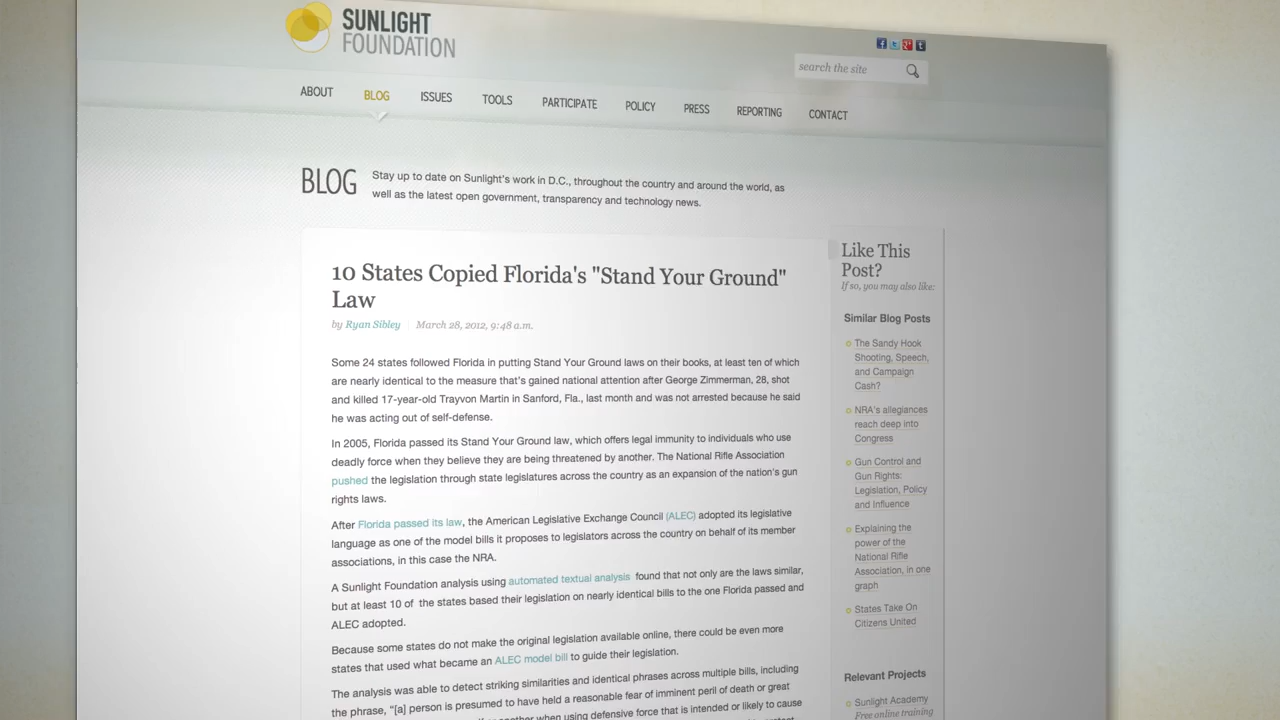 SUNLIGHT
FOUNDATION
search the site
ABOUT BLOG ISSUES TOOLS PARTICIPATE POLICY PRESS REPORTING CONTACT
BLOG
Stay up to date on Sunlight's work in D.C., throughout the country and around the world, as
well as the latest open government, transparency and technology news.
10 States Copied Florida's "Stand Your Ground"
Law
by Ryan Sibley March 28, 2012, 9:48 a.m.
Some 24 states followed Florida in putting Stand Your Ground laws on their books, at least ten of which
are nearly identical to the measure that's gained national attention after George Zimmerman, 28, shot
and killed 17-year-old Trayvon Martin in Sanford, Fla., last month and was not arrested because he said
he was acting out of self-defense.
In 2005, Florida passed its Stand Your Ground law, which offers legal immunity to individuals who use
deadly force when they believe they are being threatened by another. The National Rifle Association
pushed the legislation through state legislatures across the country as an expansion of the nation's gun
rights laws.
After Florida passed its law, the American Legislative Exchange Council (ALEC) adopted its legislative
language as one of the model bills it proposes to legislators across the country on behalf of its member
associations, in this case the NRA.
A Sunlight Foundation analysis using automated textual analysis found that not only are the laws similar,
but at least 10 of the states based their legislation on nearly identical bills to the one Florida passed and
ALEC adopted.
Because some states do not make the original legislation available online, there could be even more
states that used what became an ALEC model bill to guide their legislation.
The analysis was able to detect striking similarities and identical phrases across multiple bills, including
the phrase, "[a] person is presumed to have held a reasonable fear of imminent peril of death or great
when using defensive force that is intended or likely to cause
Like This
Post?
If so, you may also like:
Similar Blog Posts
The Sandy Hook
Shooting, Speech,
and Campaign
Cash?
NRA's allegiances
reach deep into
Congress
Gun Control and
Gun Rights:
Legislation, Policy
and Influence
Explaining the
power of the
National Rifle
Association, in one
graph
States Take On
Citizens United
Relevant Projects
Sunlight Academy
Free online training